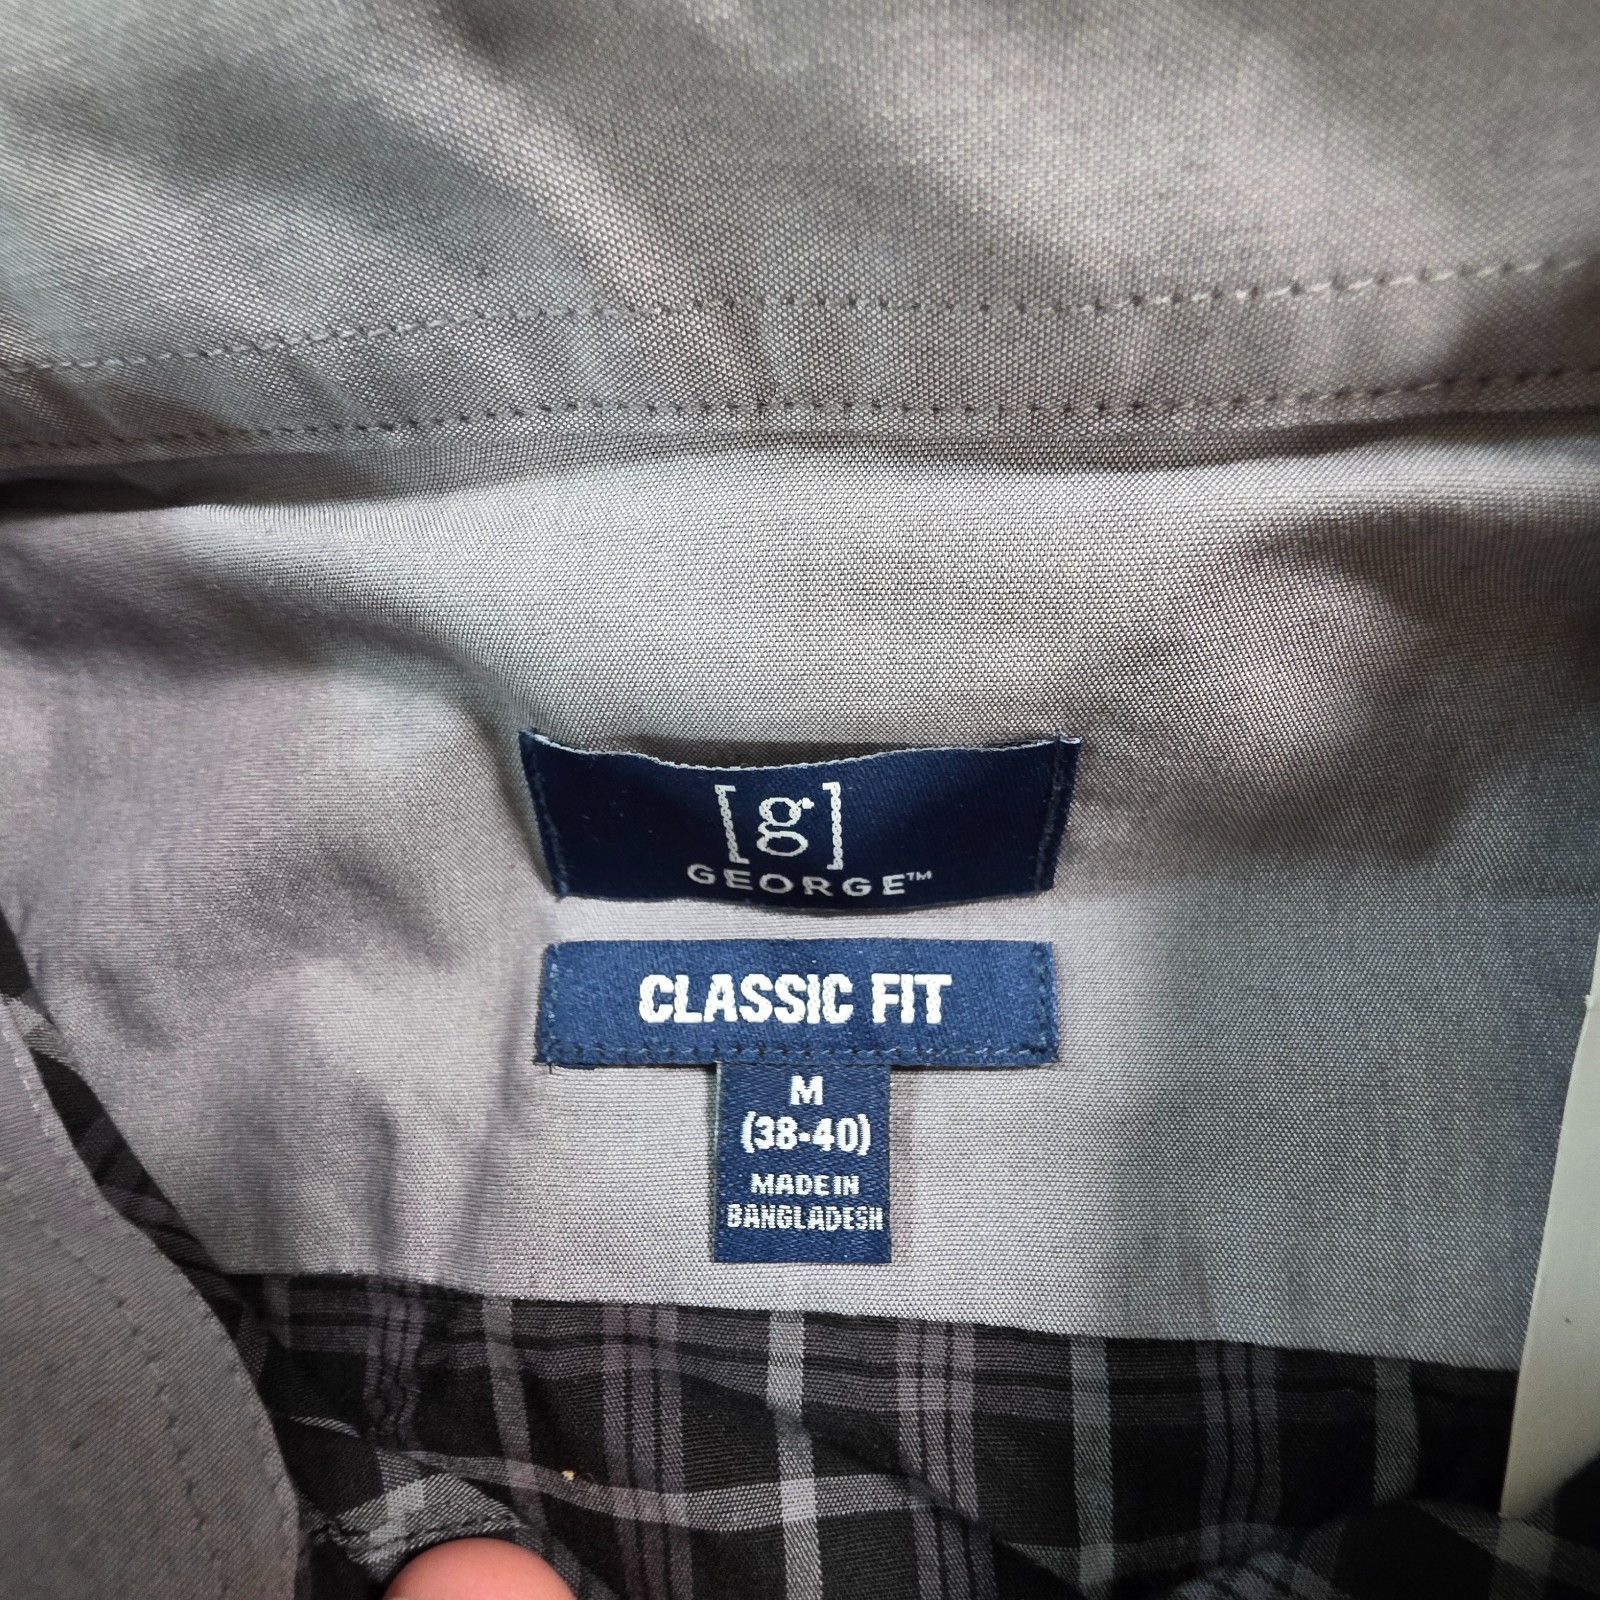 [g]
GEORGE™
CLASSIC FIT
M
(38-40)
MADE IN
BANGLADESH